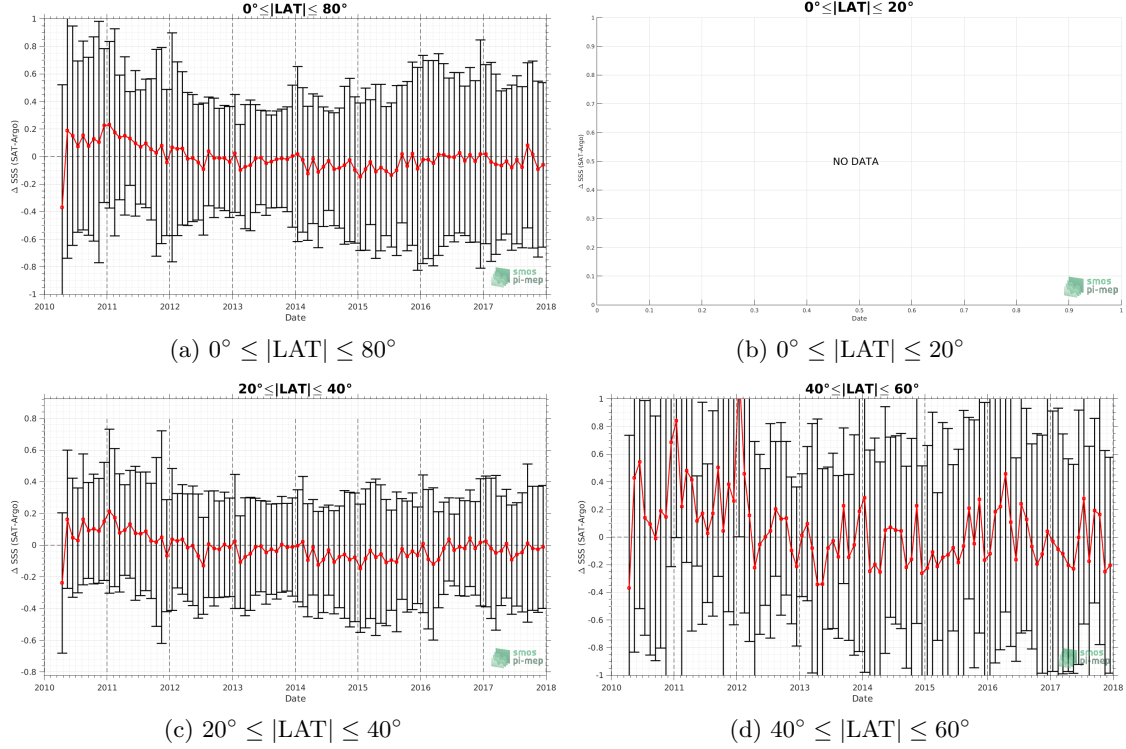 0°≤|LAT|≤ 80°
1
0.8
0.6
0.4
0.2
0
-0.2
-0.4
-0.6
-0.8
-1
Δ SSS (SAT-Argo)
2010 2011 2012 2013 2014 2015 2016 2017 2018
Date
smos
pi-mep
(a) 0° ≤ |LAT| ≤ 80°
0°≤|LAT|≤ 20°
1
0.9
0.8
0.7
0.6
0.5
0.4
0.3
0.2
0.1
0
Δ SSS (SAT-Argo)
NO DATA
0 0.1 0.2 0.3 0.4 0.5 0.6 0.7 0.8 0.9 1
Date
smos
pi-mep
(b) 0° ≤ |LAT| ≤ 20°
20°≤|LAT|≤ 40°
0.8
0.6
0.4
0.2
0
-0.2
-0.4
-0.6
-0.8
Δ SSS (SAT-Argo)
2010 2011 2012 2013 2014 2015 2016 2017 2018
Date
smos
pi-mep
(c) 20° ≤ |LAT| ≤ 40°
40°≤|LAT|≤ 60°
1
0.8
0.6
0.4
0.2
0
-0.2
-0.4
-0.6
-0.8
-1
Δ SSS (SAT-Argo)
2010 2011 2012 2013 2014 2015 2016 2017 2018
Date
smos
pi-mep
(d) 40° ≤ |LAT| ≤ 60°